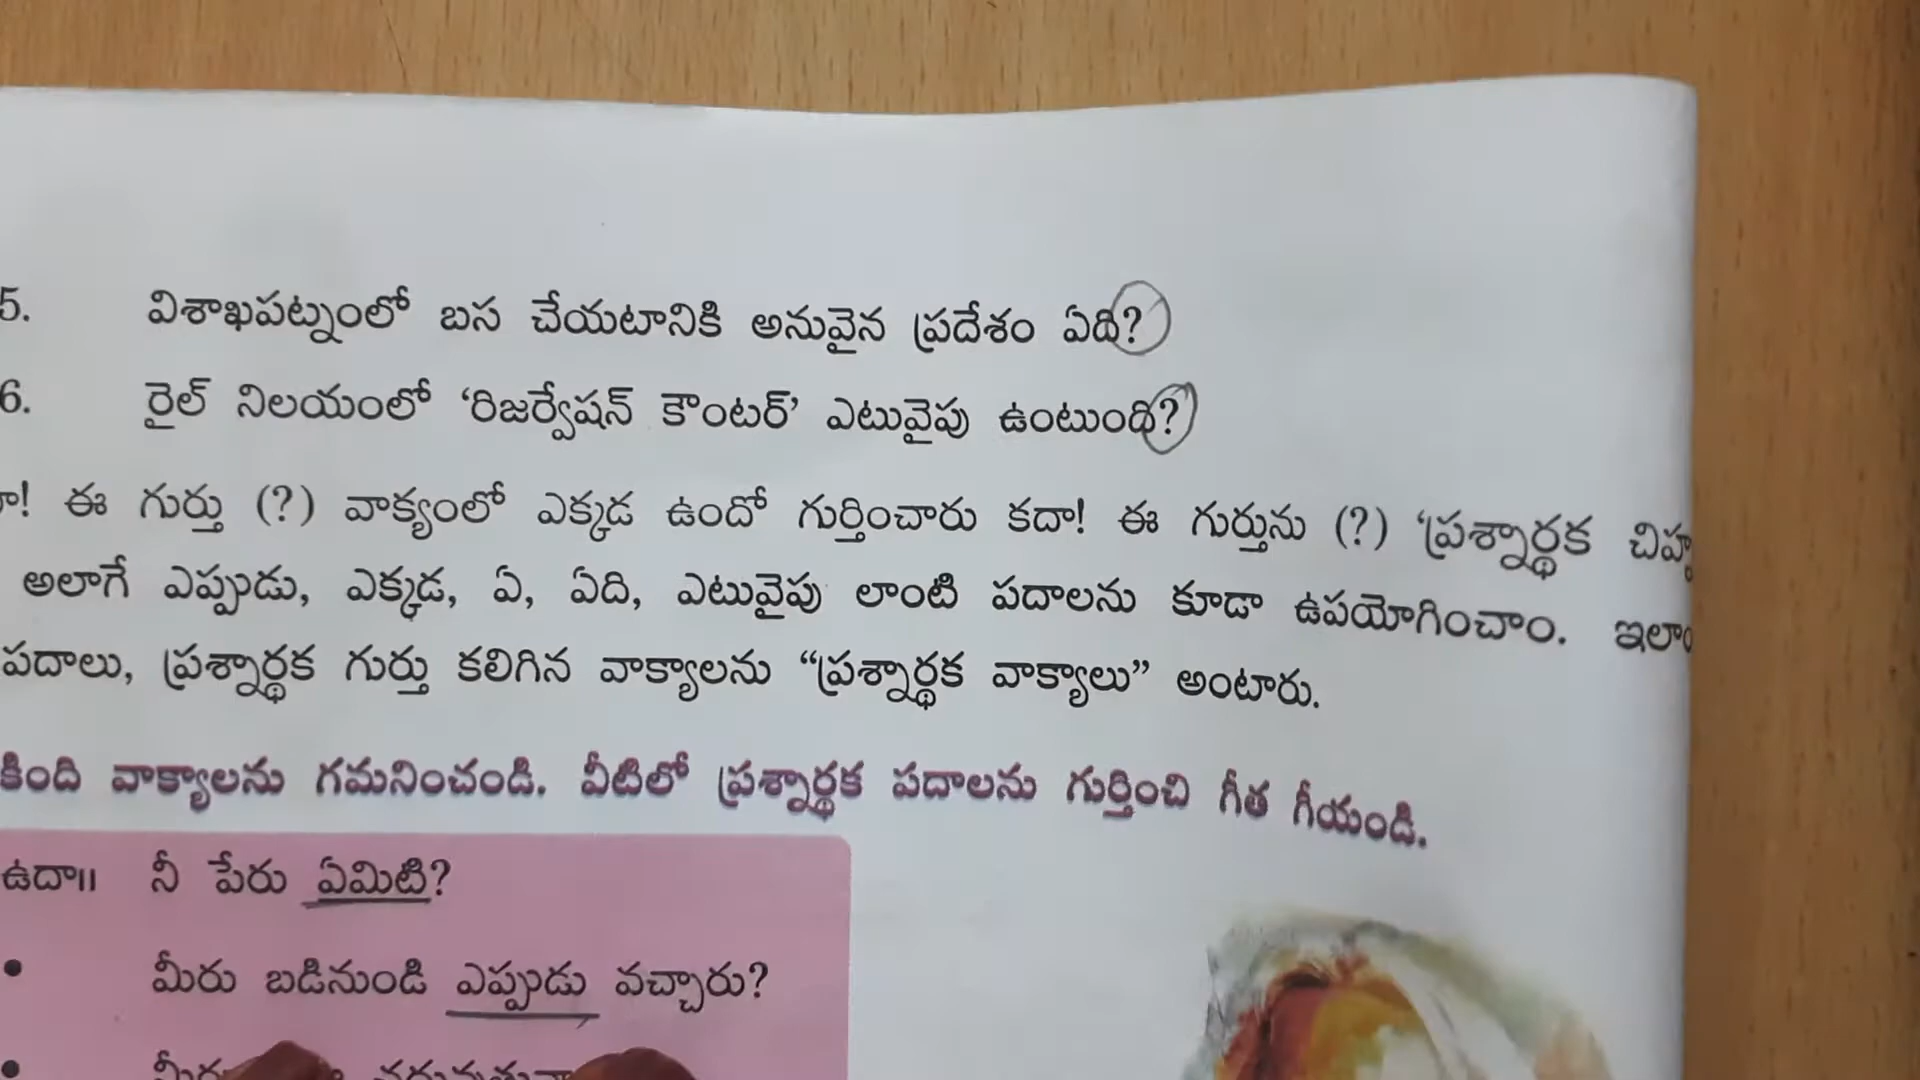 5. విశాఖపట్నంలో బస చేయటానికి అనువైన ప్రదేశం ఏది?
6. రైల్ నిలయంలో ‘రిజర్వేషన్ కౌంటర్’ ఎటువైపు ఉంటుంది?
ఈ గుర్తు (?) వాక్యంలో ఎక్కడ ఉందో గుర్తించారు కదా! ఈ గుర్తును (?) ‘ప్రశ్నార్థక
అలాగే ఎప్పుడు, ఎక్కడ, ఏ, ఏది, ఎటువైపు లాంటి పదాలను కూడా ఉపయోగించాం.
పదాలు, ప్రశ్నార్థక గుర్తు కలిగిన వాక్యాలను “ప్రశ్నార్థక వాక్యాలు” అంటారు.
కింది వాక్యాలను గమనించండి. వీటిలో ప్రశ్నార్థక పదాలను గుర్తించి గీత గీయండి.
ఉదా॥ నీ పేరు ఏమిటి?
• మీరు బడినుండి ఎప్పుడు వచ్చారు?